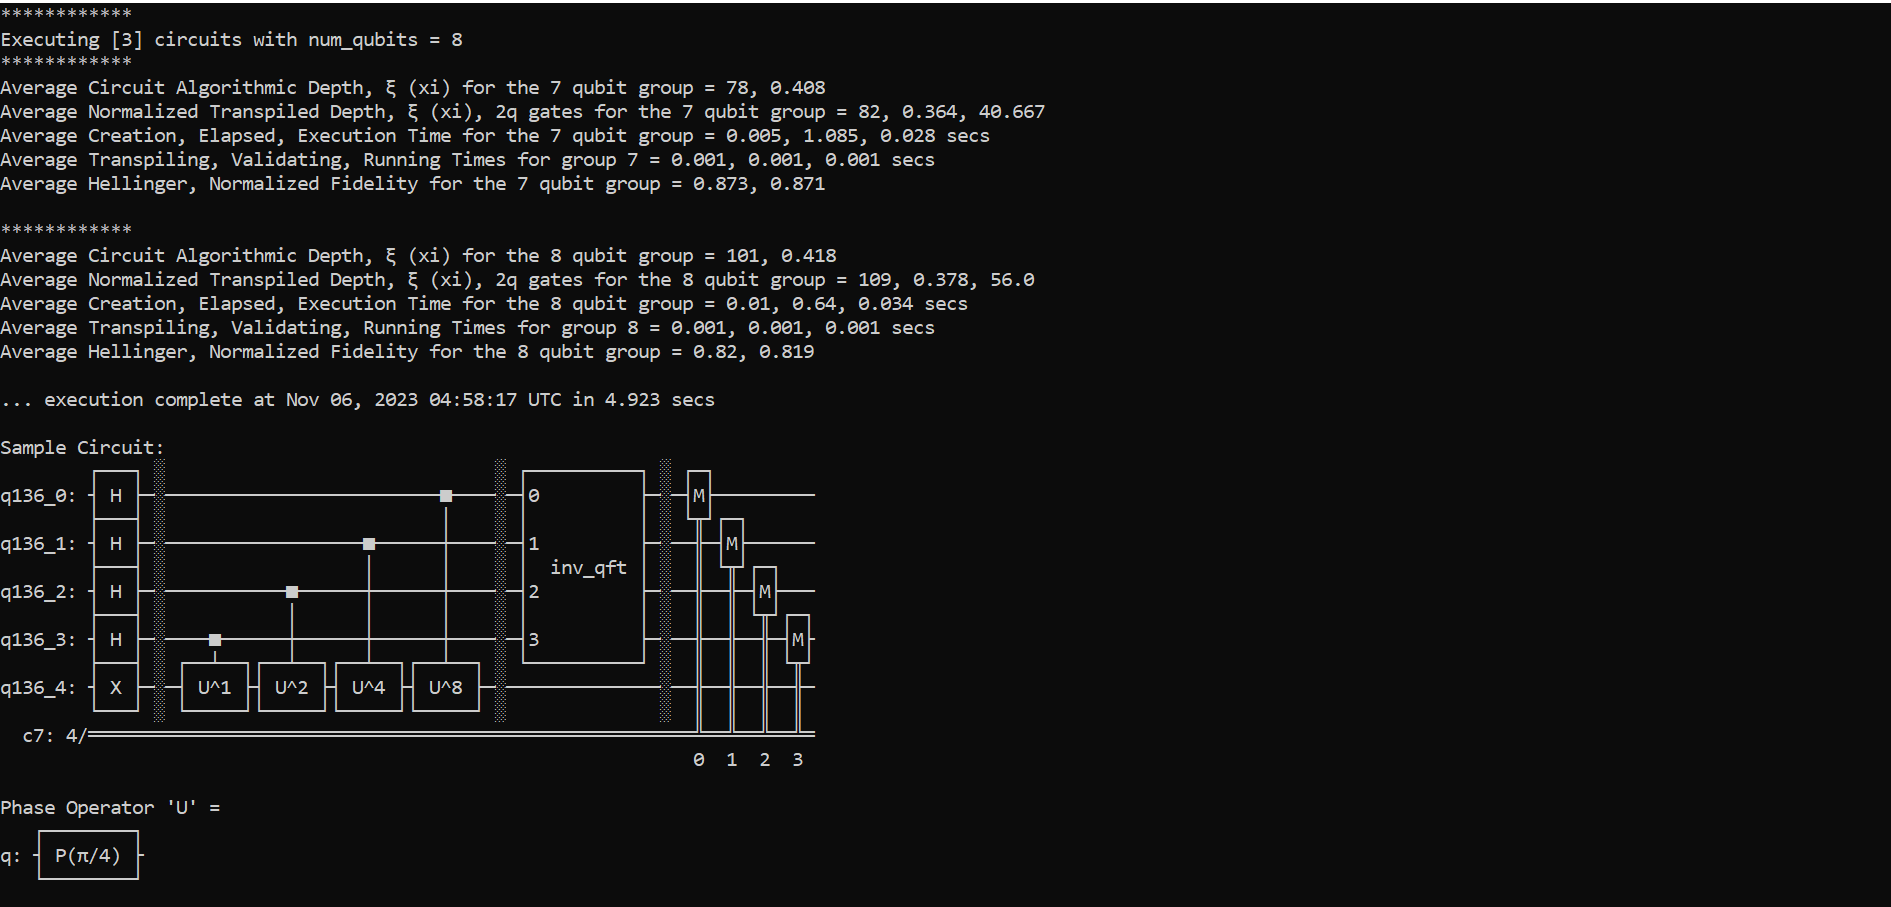 ************
Executing [3] circuits with num_qubits = 8
************
Average Circuit Algorithmic Depth, ξ (xi) for the 7 qubit group = 78, 0.408
Average Normalized Transpiled Depth, ξ (xi), 2q gates for the 7 qubit group = 82, 0.364, 40.667
Average Creation, Elapsed, Execution Time for the 7 qubit group = 0.005, 1.085, 0.028 secs
Average Transpiling, Validating, Running Times for group 7 = 0.001, 0.001, 0.001 secs
Average Hellinger, Normalized Fidelity for the 7 qubit group = 0.873, 0.871
************
Average Circuit Algorithmic Depth, ξ (xi) for the 8 qubit group = 101, 0.418
Average Normalized Transpiled Depth, ξ (xi), 2q gates for the 8 qubit group = 109, 0.378, 56.0
Average Creation, Elapsed, Execution Time for the 8 qubit group = 0.01, 0.64, 0.034 secs
Average Transpiling, Validating, Running Times for group 8 = 0.001, 0.001, 0.001 secs
Average Hellinger, Normalized Fidelity for the 8 qubit group = 0.82, 0.819
... execution complete at Nov 06, 2023 04:58:17 UTC in 4.923 secs
Sample Circuit:
q136_0: H 0 M
q136_1: H 1 M
inv_qft
q136_2: H 2 M
q136_3: H 3 M
q136_4: X U^1 U^2 U^4 U^8
c7: 4/
0 1 2 3
Phase Operator 'U' =
q: P(π/4)